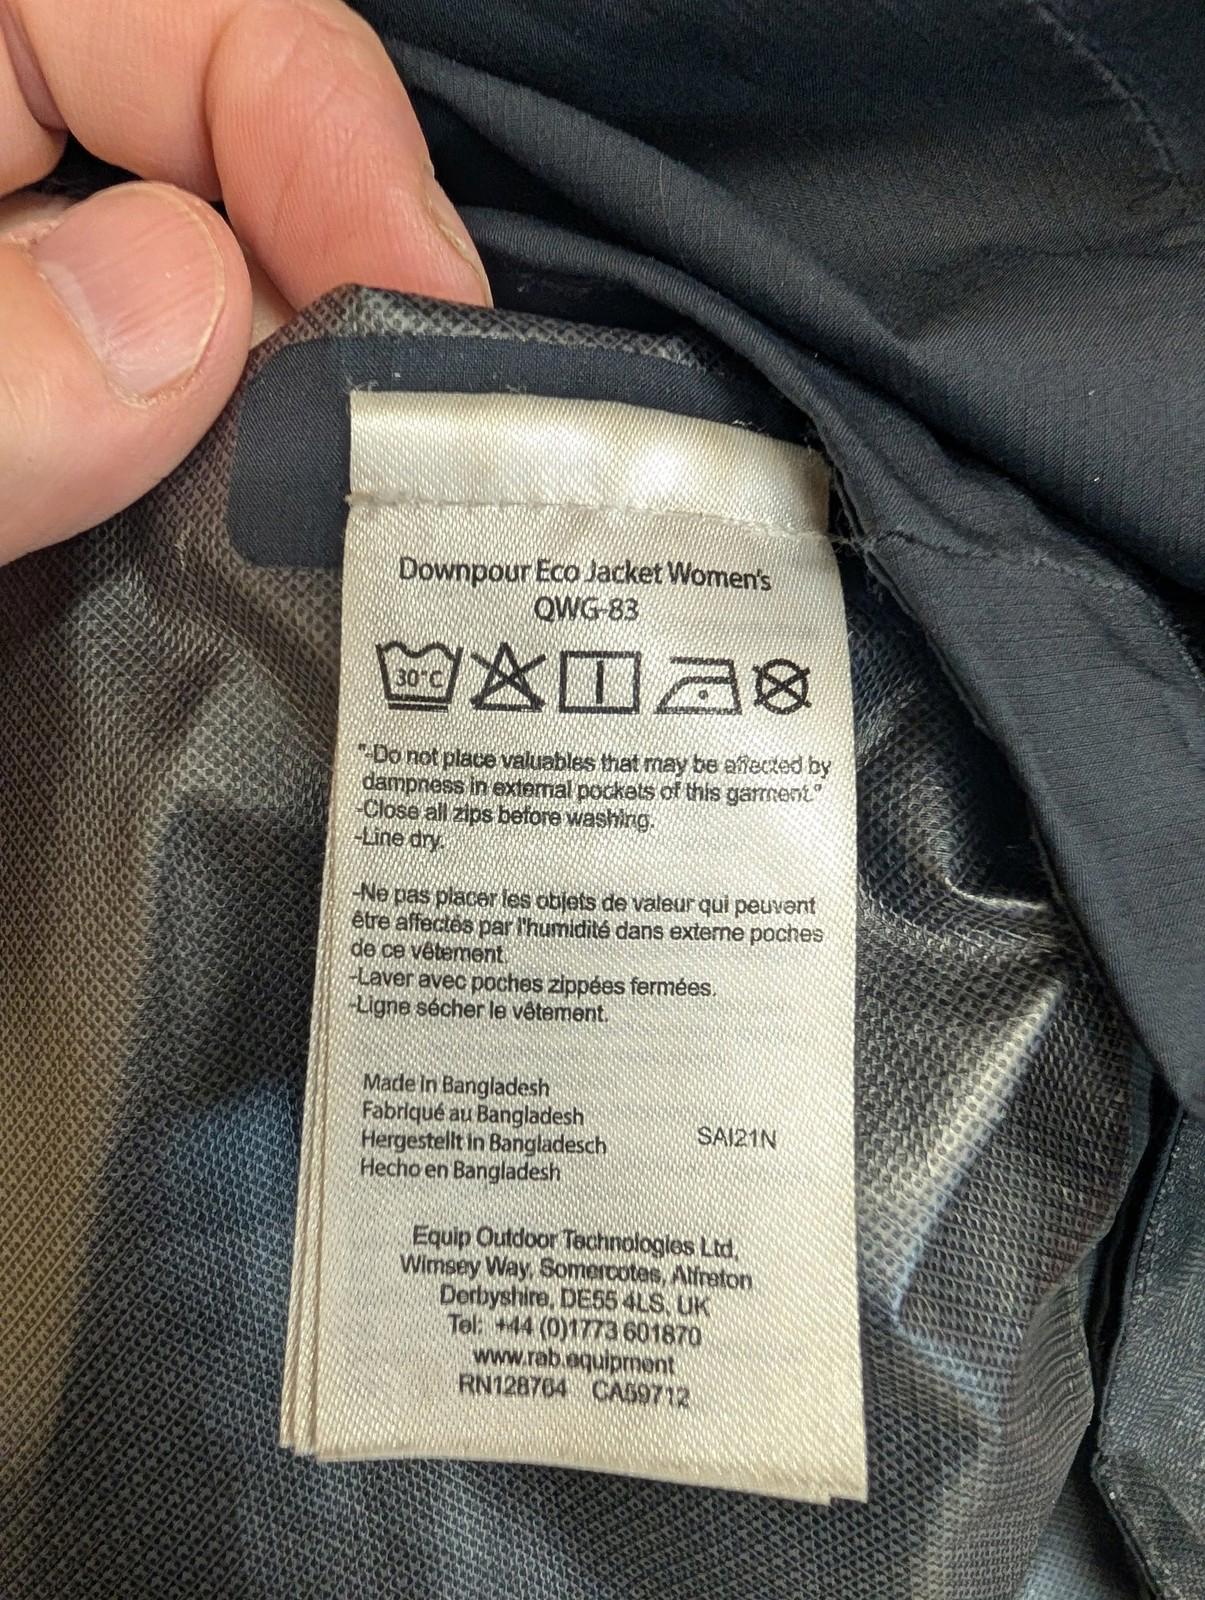 Downpour Eco Jacket Women's
QWG-83
30°C
"-Do not place valuables that may be affected by
dampness in external pockets of this garment."
-Close all zips before washing.
-Line dry.
-Ne pas placer les objets de valeur qui peuvent
être affectés par l'humidité dans externe poches
de ce vêtement.
-Laver avec poches zippées fermées.
-Ligne sécher le vêtement.
Made in Bangladesh
Fabriqué au Bangladesh
Hergestellt in Bangladesch
Hecho en Bangladesh
SAI21N
Equip Outdoor Technologies Ltd,
Wimsey Way, Somercotes, Alfreton
Derbyshire, DE55 4LS, UK
Tel: +44 (0)1773 601870
www.rab.equipment
RN128764 CA59712